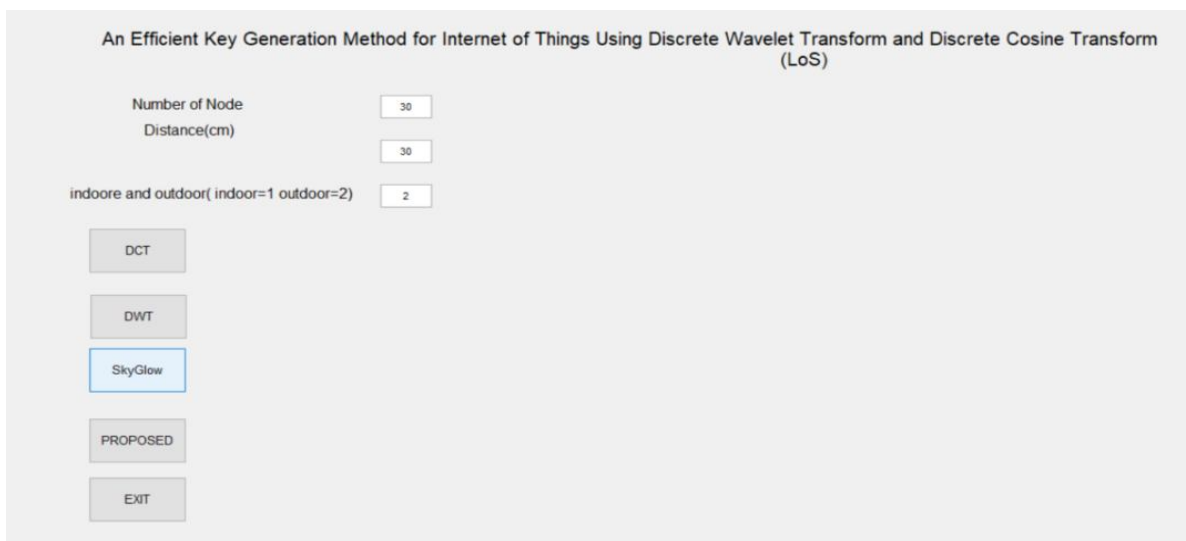 An Efficient Key Generation Method for Internet of Things Using Discrete Wavelet Transform and Discrete Cosine Transform
(LoS)
Number of Node
30
Distance(cm)
30
indoore and outdoor( indoor=1 outdoor=2)
2
DCT
DWT
SkyGlow
PROPOSED
EXIT